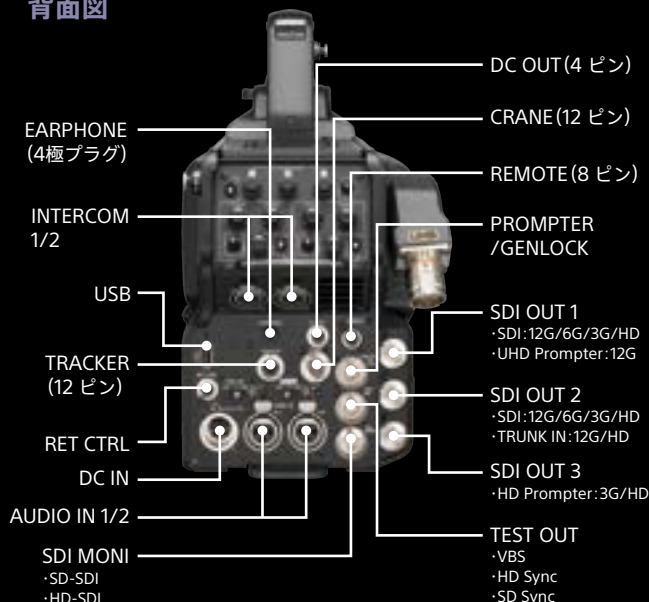 背面図
EARPHONE
(4極プラグ)
INTERCOM
1/2
USB
TRACKER
(12 ピン)
RET CTRL
DC IN
AUDIO IN 1/2
SDI MONI
･SD-SDI
･HD-SDI
DC OUT(4 ピン)
CRANE(12 ピン)
REMOTE(8 ピン)
PROMPTER
/GENLOCK
SDI OUT 1
･SDI:12G/6G/3G/HD
･UHD Prompter:12G
SDI OUT 2
･SDI:12G/6G/3G/HD
･TRUNK IN:12G/HD
SDI OUT 3
･HD Prompter:3G/HD
TEST OUT
･VBS
･HD Sync
･SD Sync